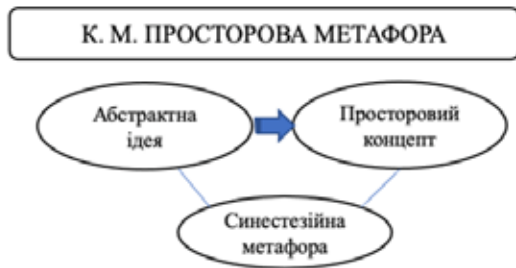 К. М. ПРОСТОРОВА МЕТАФОРА
Абстрактна
ідея
Просторовий
концепт
Синестезійна
метафора